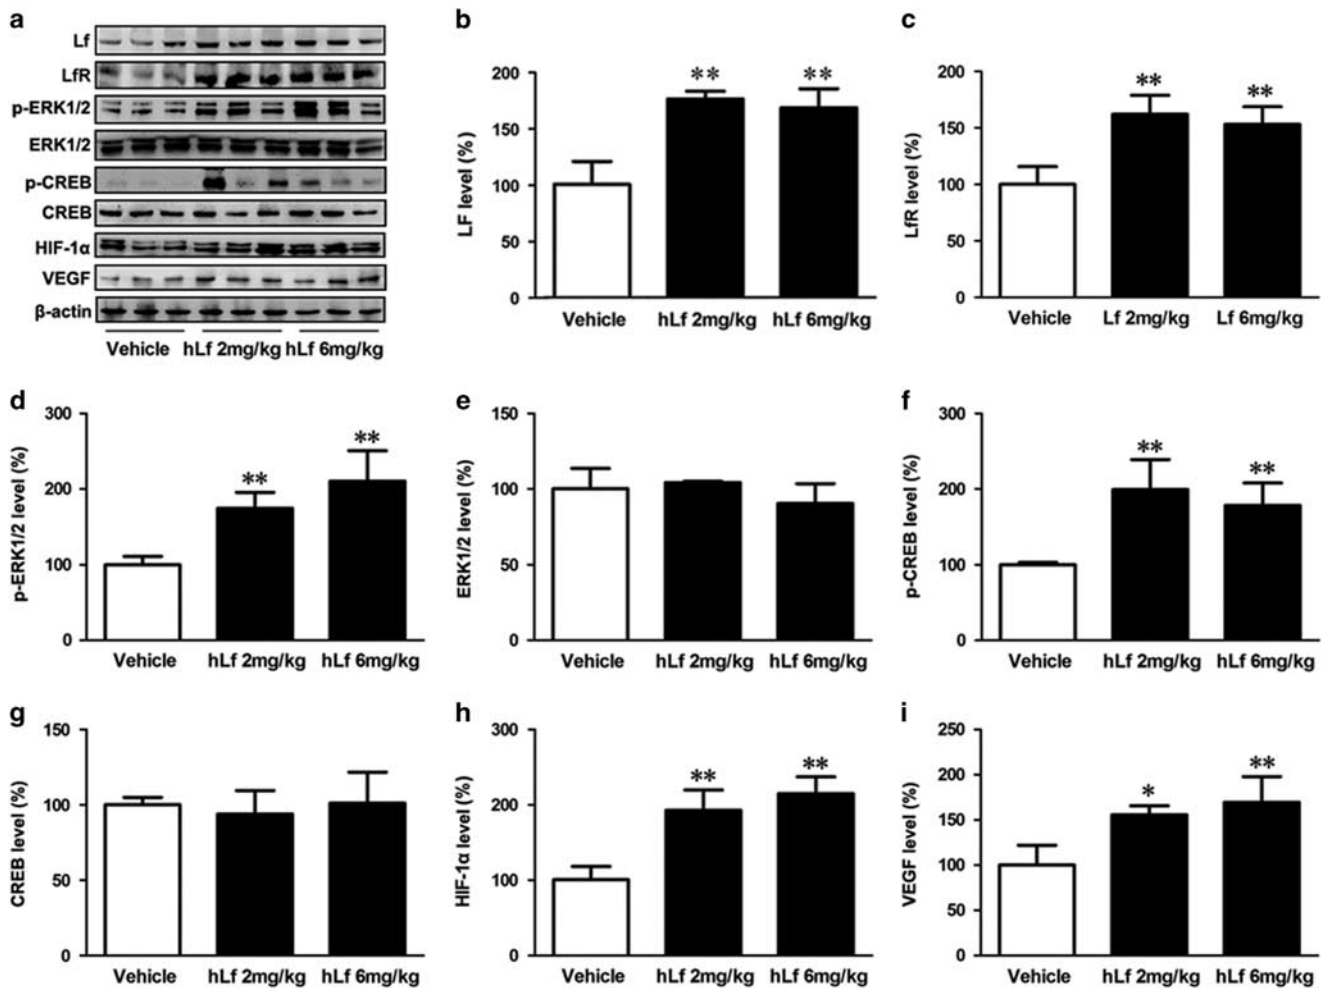 a
Lf
LfR
p-ERK1/2
ERK1/2
p-CREB
CREB
HIF-1α
VEGF
β-actin
Vehicle hLf 2mg/kg hLf 6mg/kg
b
LF level (%)
200
150
100
50
0
** **
Vehicle hLf 2mg/kg hLf 6mg/kg
c
LfR level (%)
200
150
100
50
0
** **
Vehicle Lf 2mg/kg Lf 6mg/kg
d
p-ERK1/2 level (%)
300
200
100
0
** **
Vehicle hLf 2mg/kg hLf 6mg/kg
e
ERK1/2 level (%)
150
100
50
0
Vehicle hLf 2mg/kg hLf 6mg/kg
f
p-CREB level (%)
300
200
100
0
** **
Vehicle hLf 2mg/kg hLf 6mg/kg
g
CREB level (%)
150
100
50
0
Vehicle hLf 2mg/kg hLf 6mg/kg
h
HIF-1α level (%)
300
200
100
0
** **
Vehicle hLf 2mg/kg hLf 6mg/kg
i
VEGF level (%)
250
200
150
100
50
0
* **
Vehicle hLf 2mg/kg hLf 6mg/kg